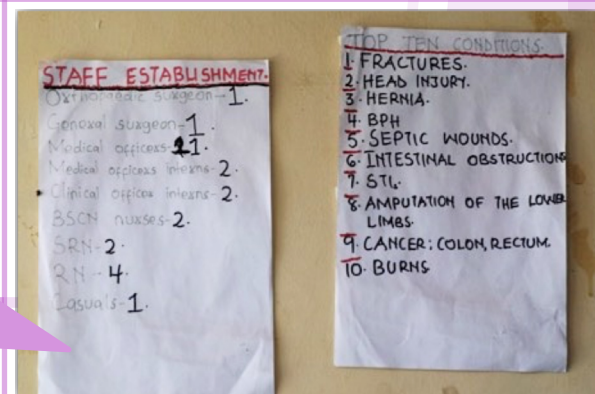 STAFF ESTABLISHMENT.
Orthopaedic surgeon-1.
General surgeon-1.
Medical officers-1.
Medical officers interns-2.
Clinical officer interns-2.
BSCN nurses-2.
SRN-2.
RN-4.
Casuals-1.
TOP TEN CONDITIONS.
1. FRACTURES.
2. HEAD INJURY.
3. HERNIA.
4. BPH
5. SEPTIC WOUNDS.
6. INTESTINAL OBSTRUCTION
7. STI.
8. AMPUTATION OF THE LOWER
LIMBS.
9. CANCER; COLON, RECTUM.
10. BURNS